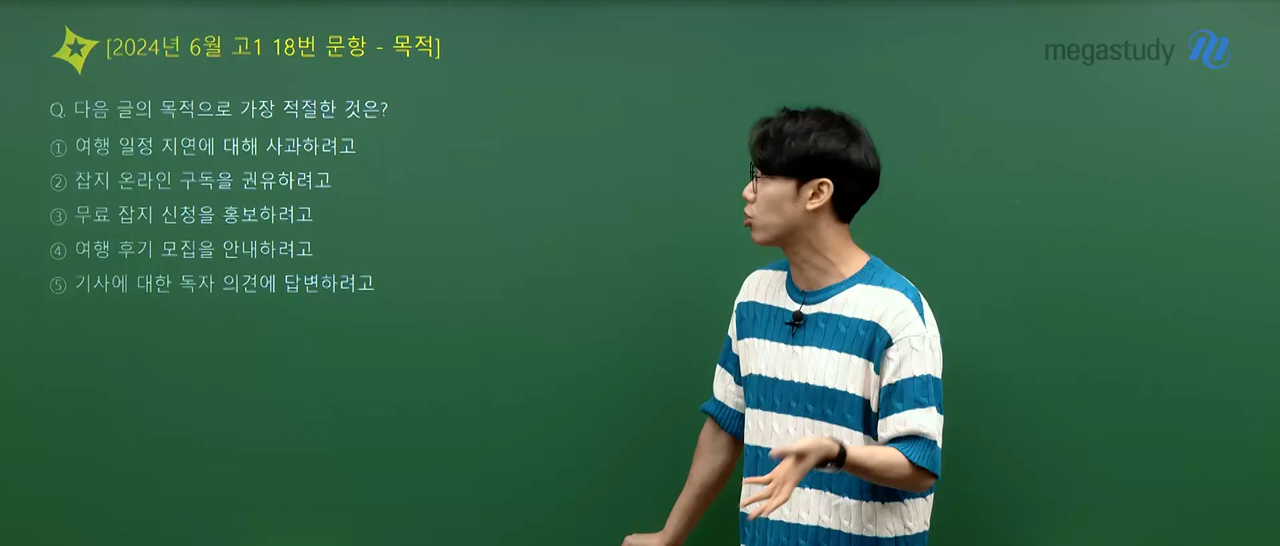 [2024년 6월 고1 18번 문항 - 목적]
megastudy
Q. 다음 글의 목적으로 가장 적절한 것은?
① 여행 일정 지연에 대해 사과하려고
② 잡지 온라인 구독을 권유하려고
③ 무료 잡지 신청을 홍보하려고
④ 여행 후기 모집을 안내하려고
⑤ 기사에 대한 독자 의견에 답변하려고